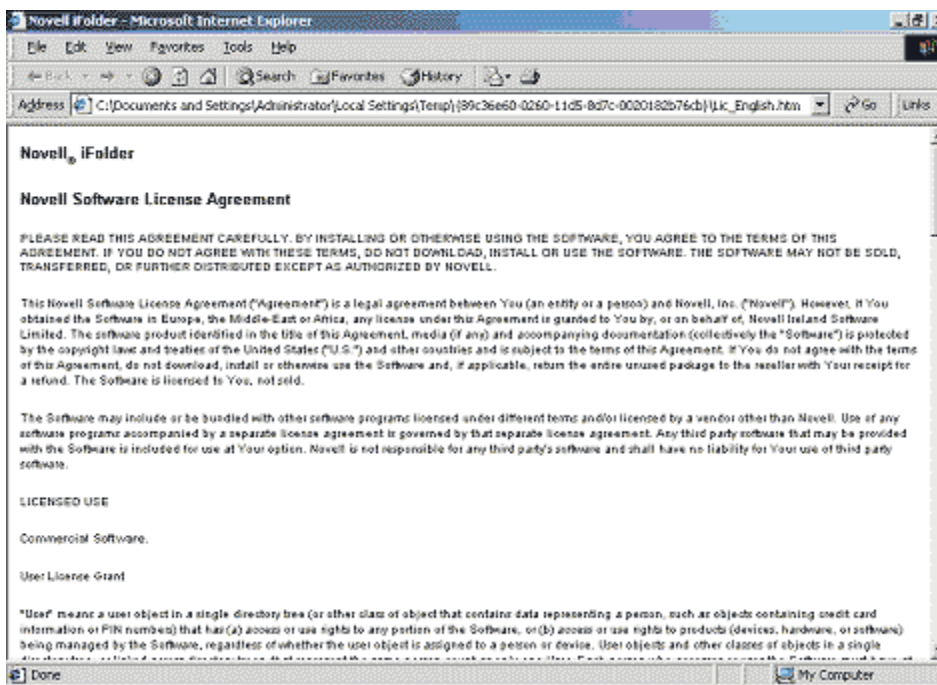 Novell iFolder - Microsoft Internet Explorer
File Edit View Favorites Tools Help
Back Search Favorites History
Address C:\Documents and Settings\Administrator\Local Settings\Temp\{89c36e60-0260-11d5-8d7c-0020182b76cb}\Lic_English.htm Go Links
Novell® iFolder
Novell Software License Agreement
PLEASE READ THIS AGREEMENT CAREFULLY. BY INSTALLING OR OTHERWISE USING THE SOFTWARE, YOU AGREE TO THE TERMS OF THIS
AGREEMENT. IF YOU DO NOT AGREE WITH THESE TERMS, DO NOT DOWNLOAD, INSTALL OR USE THE SOFTWARE. THE SOFTWARE MAY NOT BE SOLD,
TRANSFERRED, OR FURTHER DISTRIBUTED EXCEPT AS AUTHORIZED BY NOVELL.
This Novell Software License Agreement ("Agreement") is a legal agreement between You (an entity or a person) and Novell, Inc. ("Novell"). However, if You
obtained the Software in Europe, the Middle-East or Africa, any license under this Agreement is granted to You by, or on behalf of, Novell Ireland Software
Limited. The software product identified in the title of this Agreement, media (if any) and accompanying documentation (collectively the "Software") is protected
by the copyright laws and treaties of the United States ("U.S.") and other countries and is subject to the terms of this Agreement. If You do not agree with the terms
of this Agreement, do not download, install or otherwise use the Software and, if applicable, return the entire unused package to the reseller with Your receipt for
a refund. The Software is licensed to You, not sold.
The Software may include or be bundled with other software programs licensed under different terms and/or licensed by a vendor other than Novell. Use of any
software programs accompanied by a separate license agreement is governed by that separate license agreement. Any third party software that may be provided
with the Software is included for use at Your option. Novell is not responsible for any third party's software and shall have no liability for Your use of third party
software.
LICENSED USE
Commercial Software.
User License Grant
"User" means a user object in a single directory tree (or other class of object that contains data representing a person, such as objects containing credit card
information or PIN numbers) that has (a) access or use rights to any portion of the Software, or (b) access or use rights to products (devices, hardware, or software)
being managed by the Software, regardless of whether the user object is assigned to a person or device. User objects and other classes of objects in a single
Done My Computer